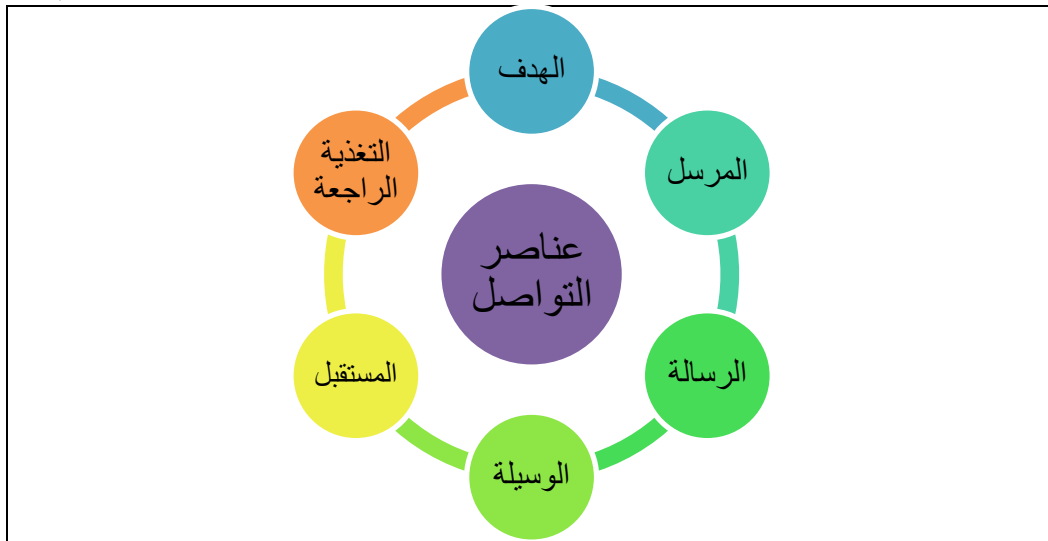 الهدف
المرسل
الرسالة
الوسيلة
المستقبل
التغذية
الراجعة
عناصر
التواصل